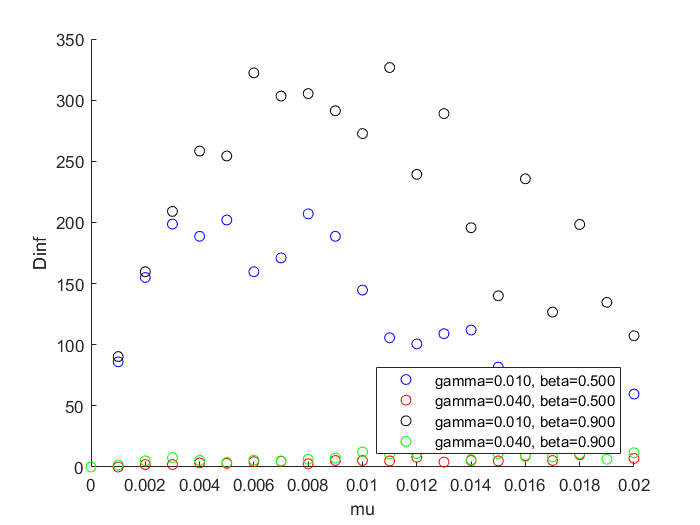 350
300
250
200
150
100
50
0
Dinf
gamma=0.010, beta=0.500
gamma=0.040, beta=0.500
gamma=0.010, beta=0.900
gamma=0.040, beta=0.900
0 0.002 0.004 0.006 0.008 0.010 0.012 0.014 0.016 0.018 0.02
mu